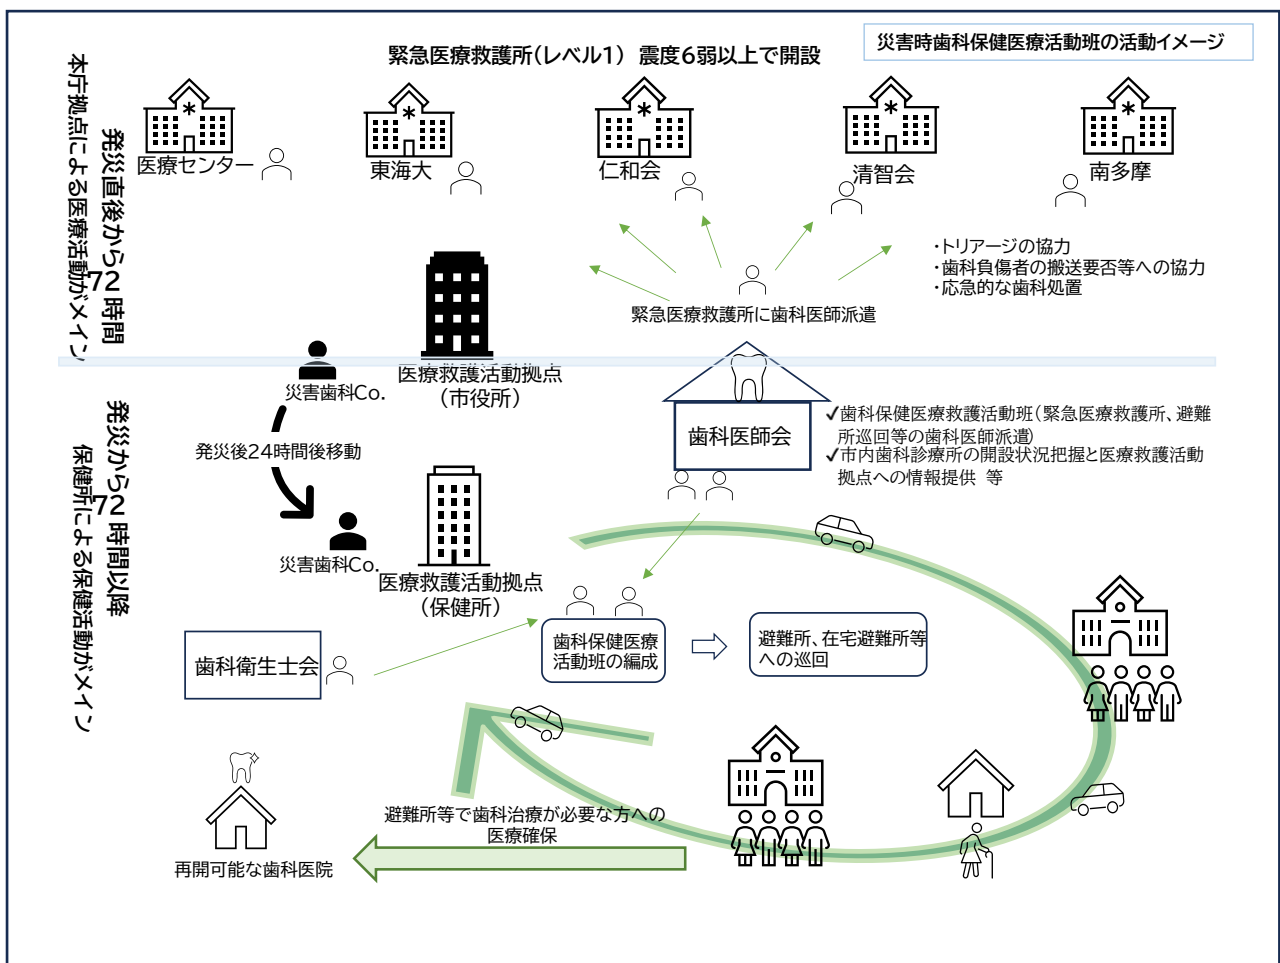 災害時歯科保健医療活動班の活動イメージ
緊急医療救護所（レベル１） 震度６弱以上で開設
発災直後から72時間
本庁拠点による医療活動がメイン
医療センター
東海大
仁和会
清智会
南多摩
・トリアージの協力
・歯科負傷者の搬送要否等への協力
・応急的な歯科処置
緊急医療救護所に歯科医師派遣
医療救護活動拠点
（市役所）
災害歯科Co.
発災後24時間後移動
災害歯科Co.
歯科医師会
✓歯科保健医療救護活動班（緊急医療救護所、避難
所巡回等の歯科医師派遣）
✓市内歯科診療所の開設状況把握と医療救護活動
拠点への情報提供 等
発災から72時間以降
保健所による保健活動がメイン
医療救護活動拠点
（保健所）
歯科衛生士会
歯科保健医療
活動班の編成
避難所、在宅避難所等
への巡回
避難所等で歯科治療が必要な方への
医療確保
再開可能な歯科医院